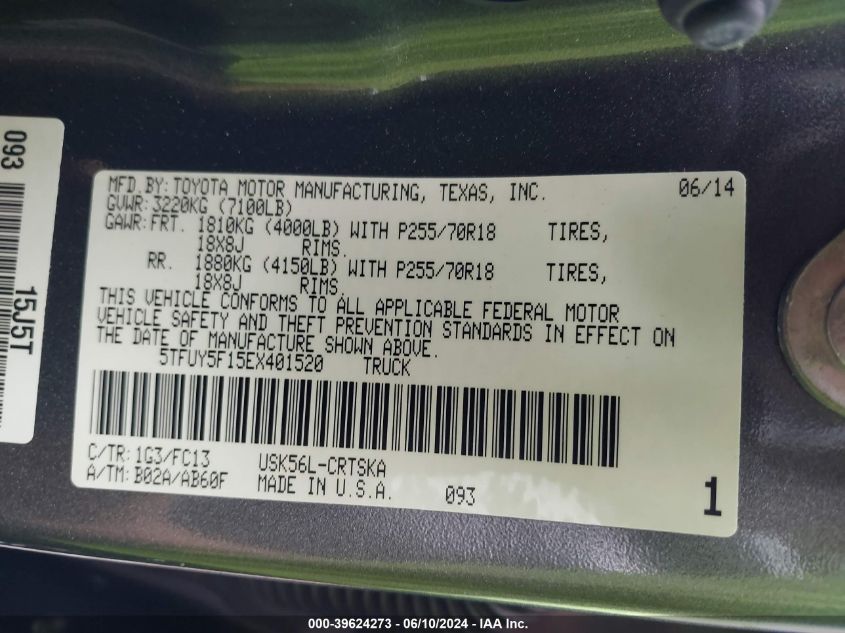 MFD.BY:TOYOTA MOTOR MANUFACTURING, TEXAS, INC. 06/14
GVWR:3220KG (7100LB)
GAWR:FRT. 1810KG (4000LB) WITH P255/70R18 TIRES,
18X8J RIMS.
RR. 1880KG (4150LB) WITH P255/70R18 TIRES,
18X8J RIMS.
THIS VEHICLE CONFORMS TO ALL APPLICABLE FEDERAL MOTOR
VEHICLE SAFETY AND THEFT PREVENTION STANDARDS IN EFFECT ON
THE DATE OF MANUFACTURE SHOWN ABOVE.
5TFUY5F15EX401520 TRUCK
C/TR:1G3/FC13 USK56L-CRTSKA
A/TM:B02A/AB60F MADE IN U.S.A. 093 1
093
15J5T
000-39624273 - 06/10/2024 - IAA Inc.